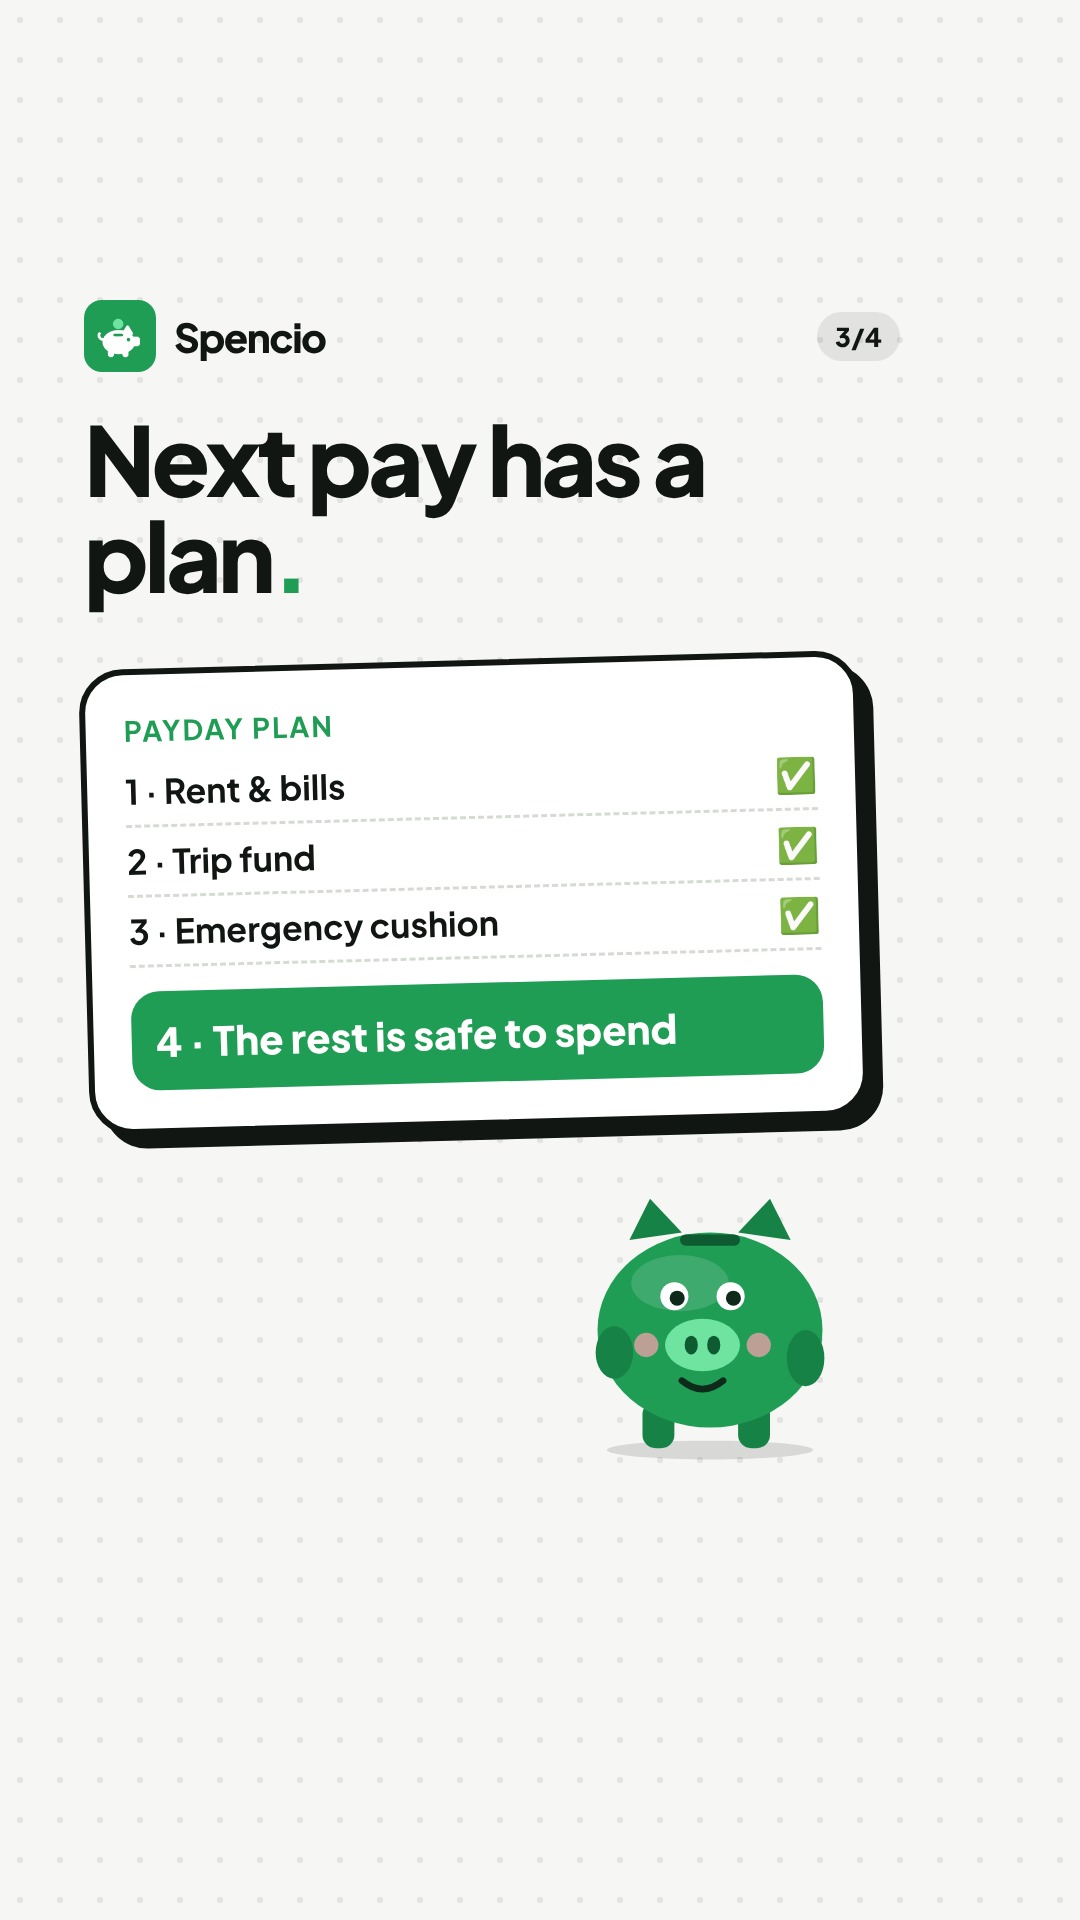 Spencio
3/4
Next pay has a
plan.
PAYDAY PLAN
1 · Rent & bills ✅
2 · Trip fund ✅
3 · Emergency cushion ✅
4 · The rest is safe to spend